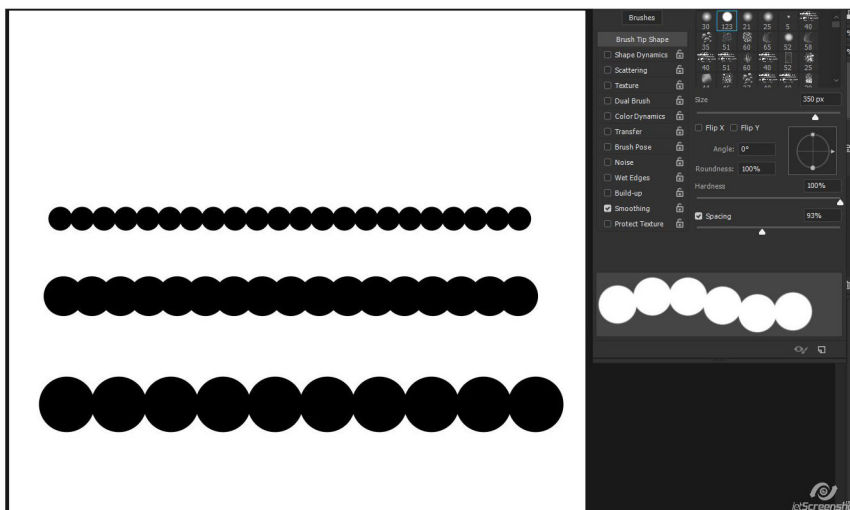 Brushes
30 123 21 25 5 40
Brush Tip Shape
35 51 60 65 52 58
Shape Dynamics
Scattering
40 51 60 40 52 25
Texture
Dual Brush
Size 350 px
Color Dynamics
Transfer
Flip X Flip Y
Brush Pose
Angle: 0°
Noise
Roundness: 100%
Wet Edges
Hardness 100%
Build-up
Smoothing
Spacing 93%
Protect Texture